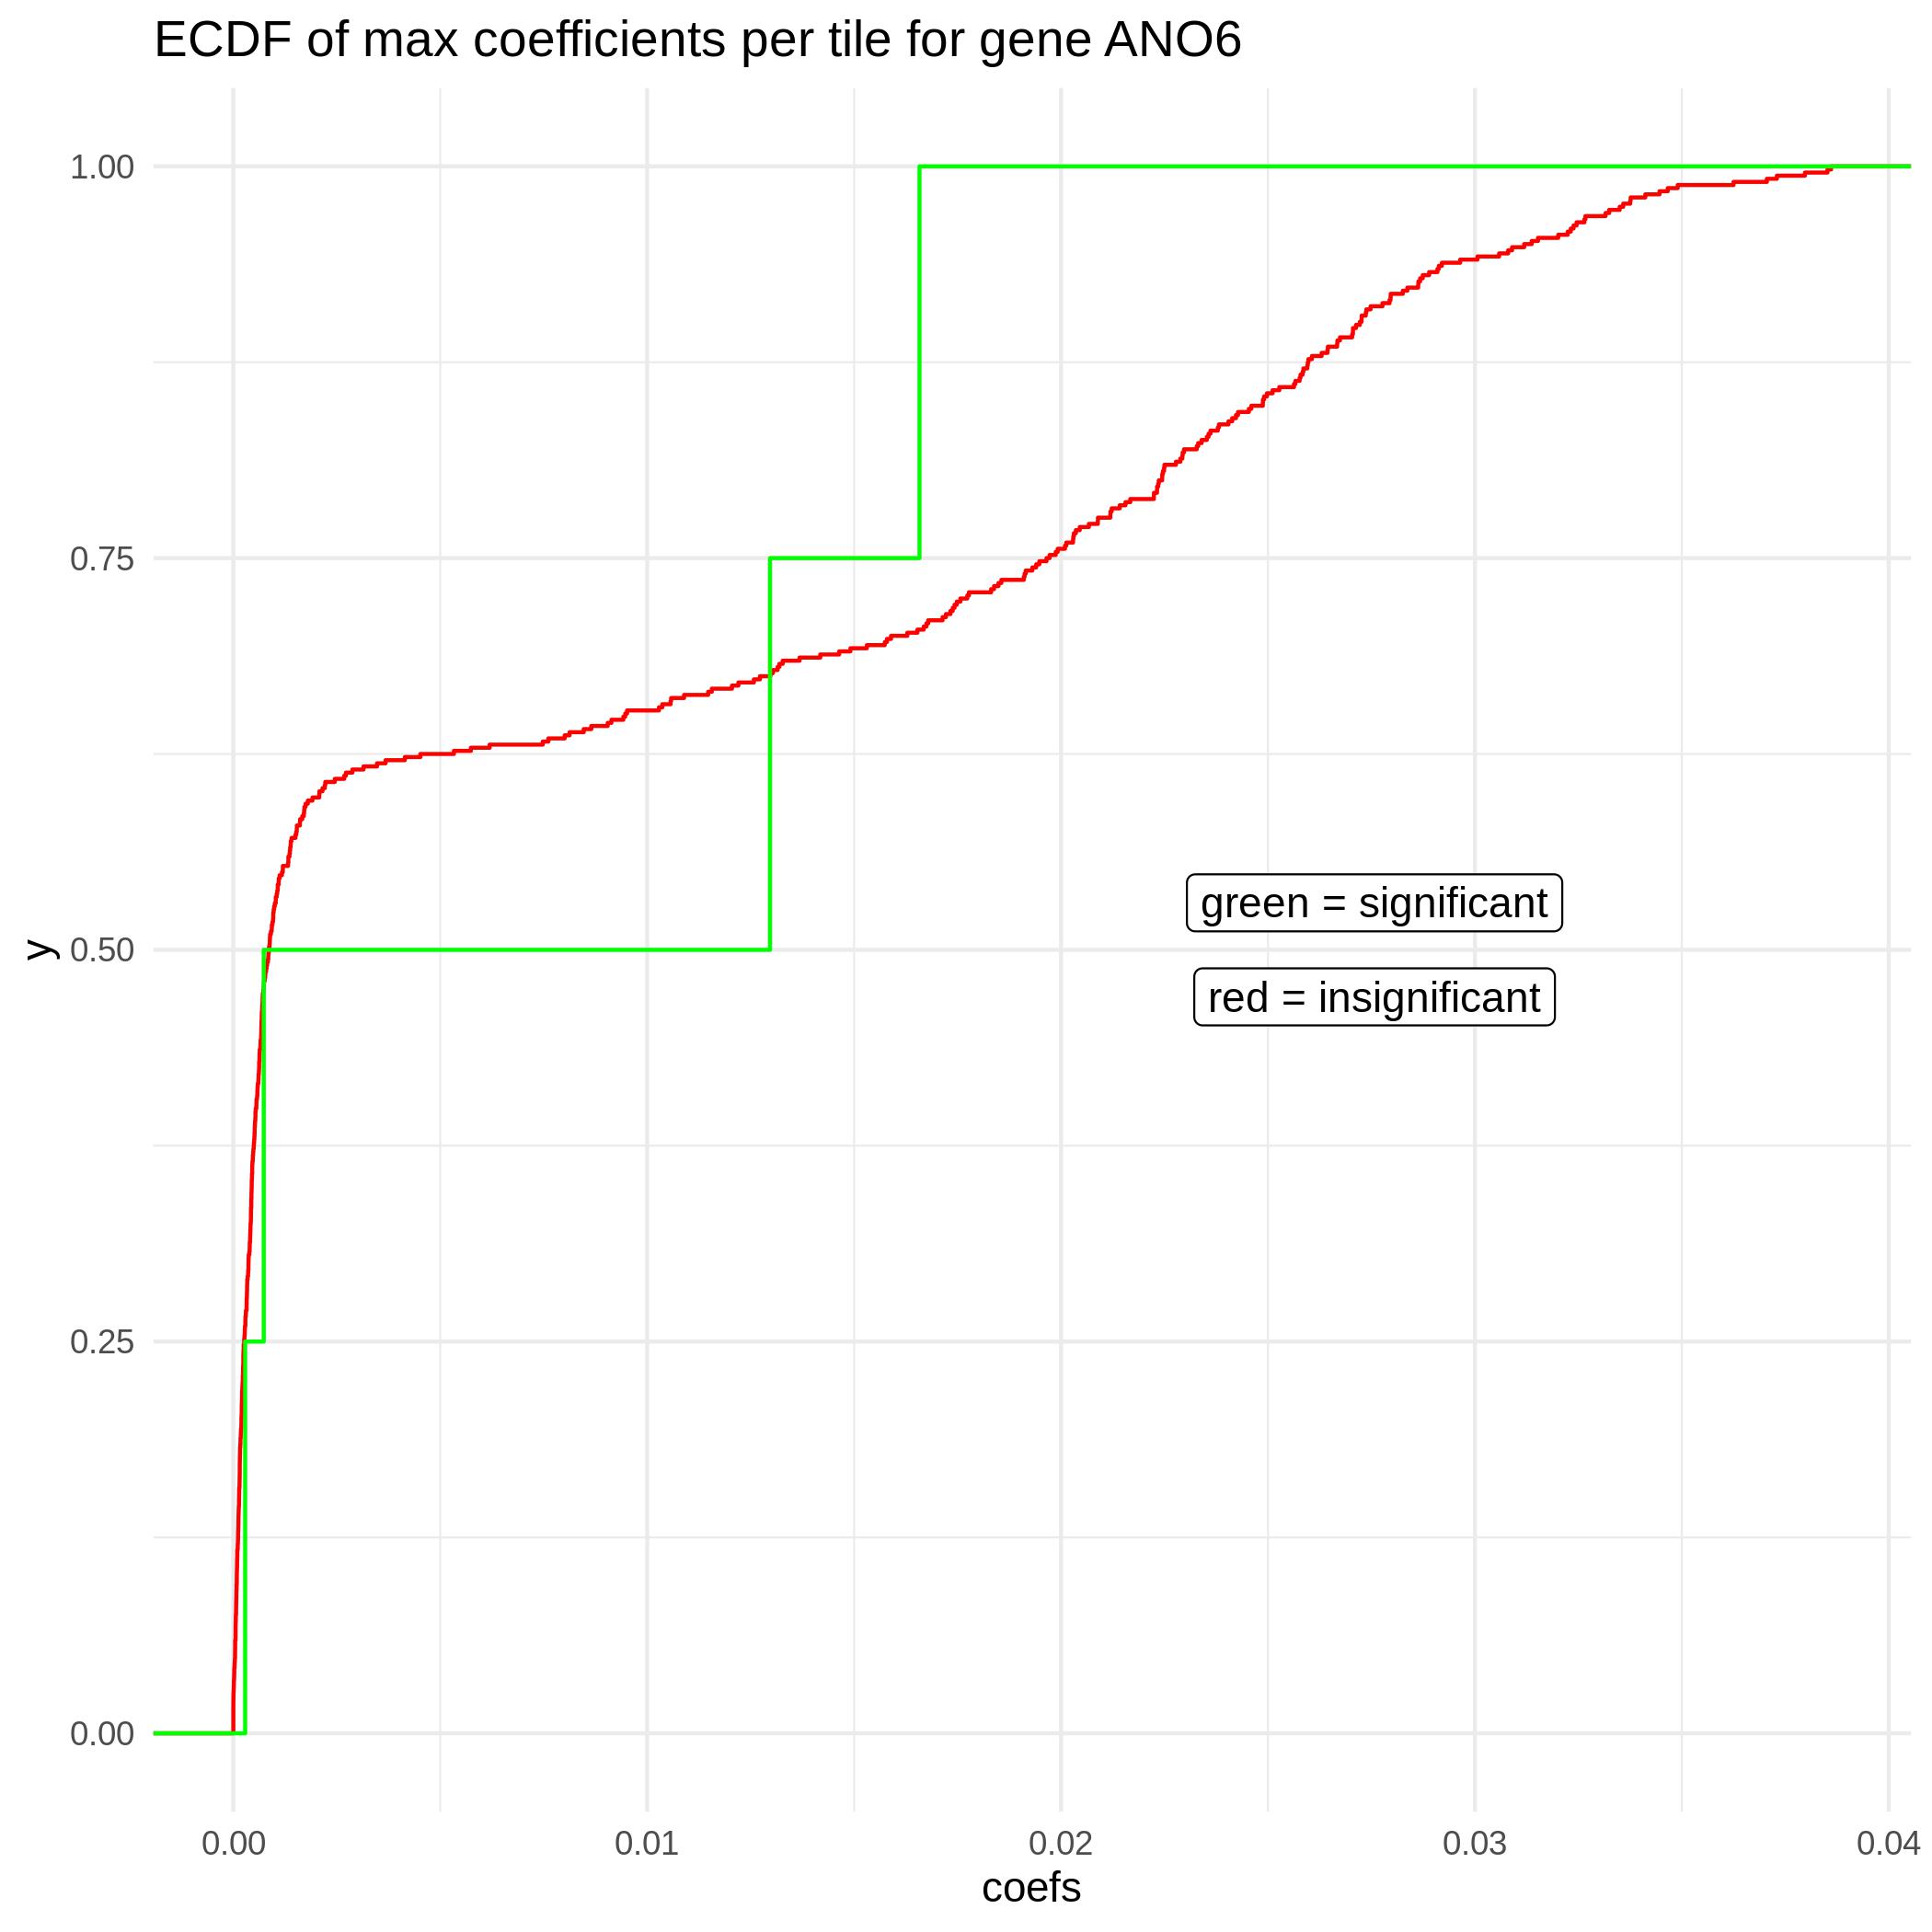 ECDF of max coefficients per tile for gene ANO6
1.00
0.75
0.50
0.25
0.00
y
green = significant
red = insignificant
0.00 0.01 0.02 0.03 0.04
coefs